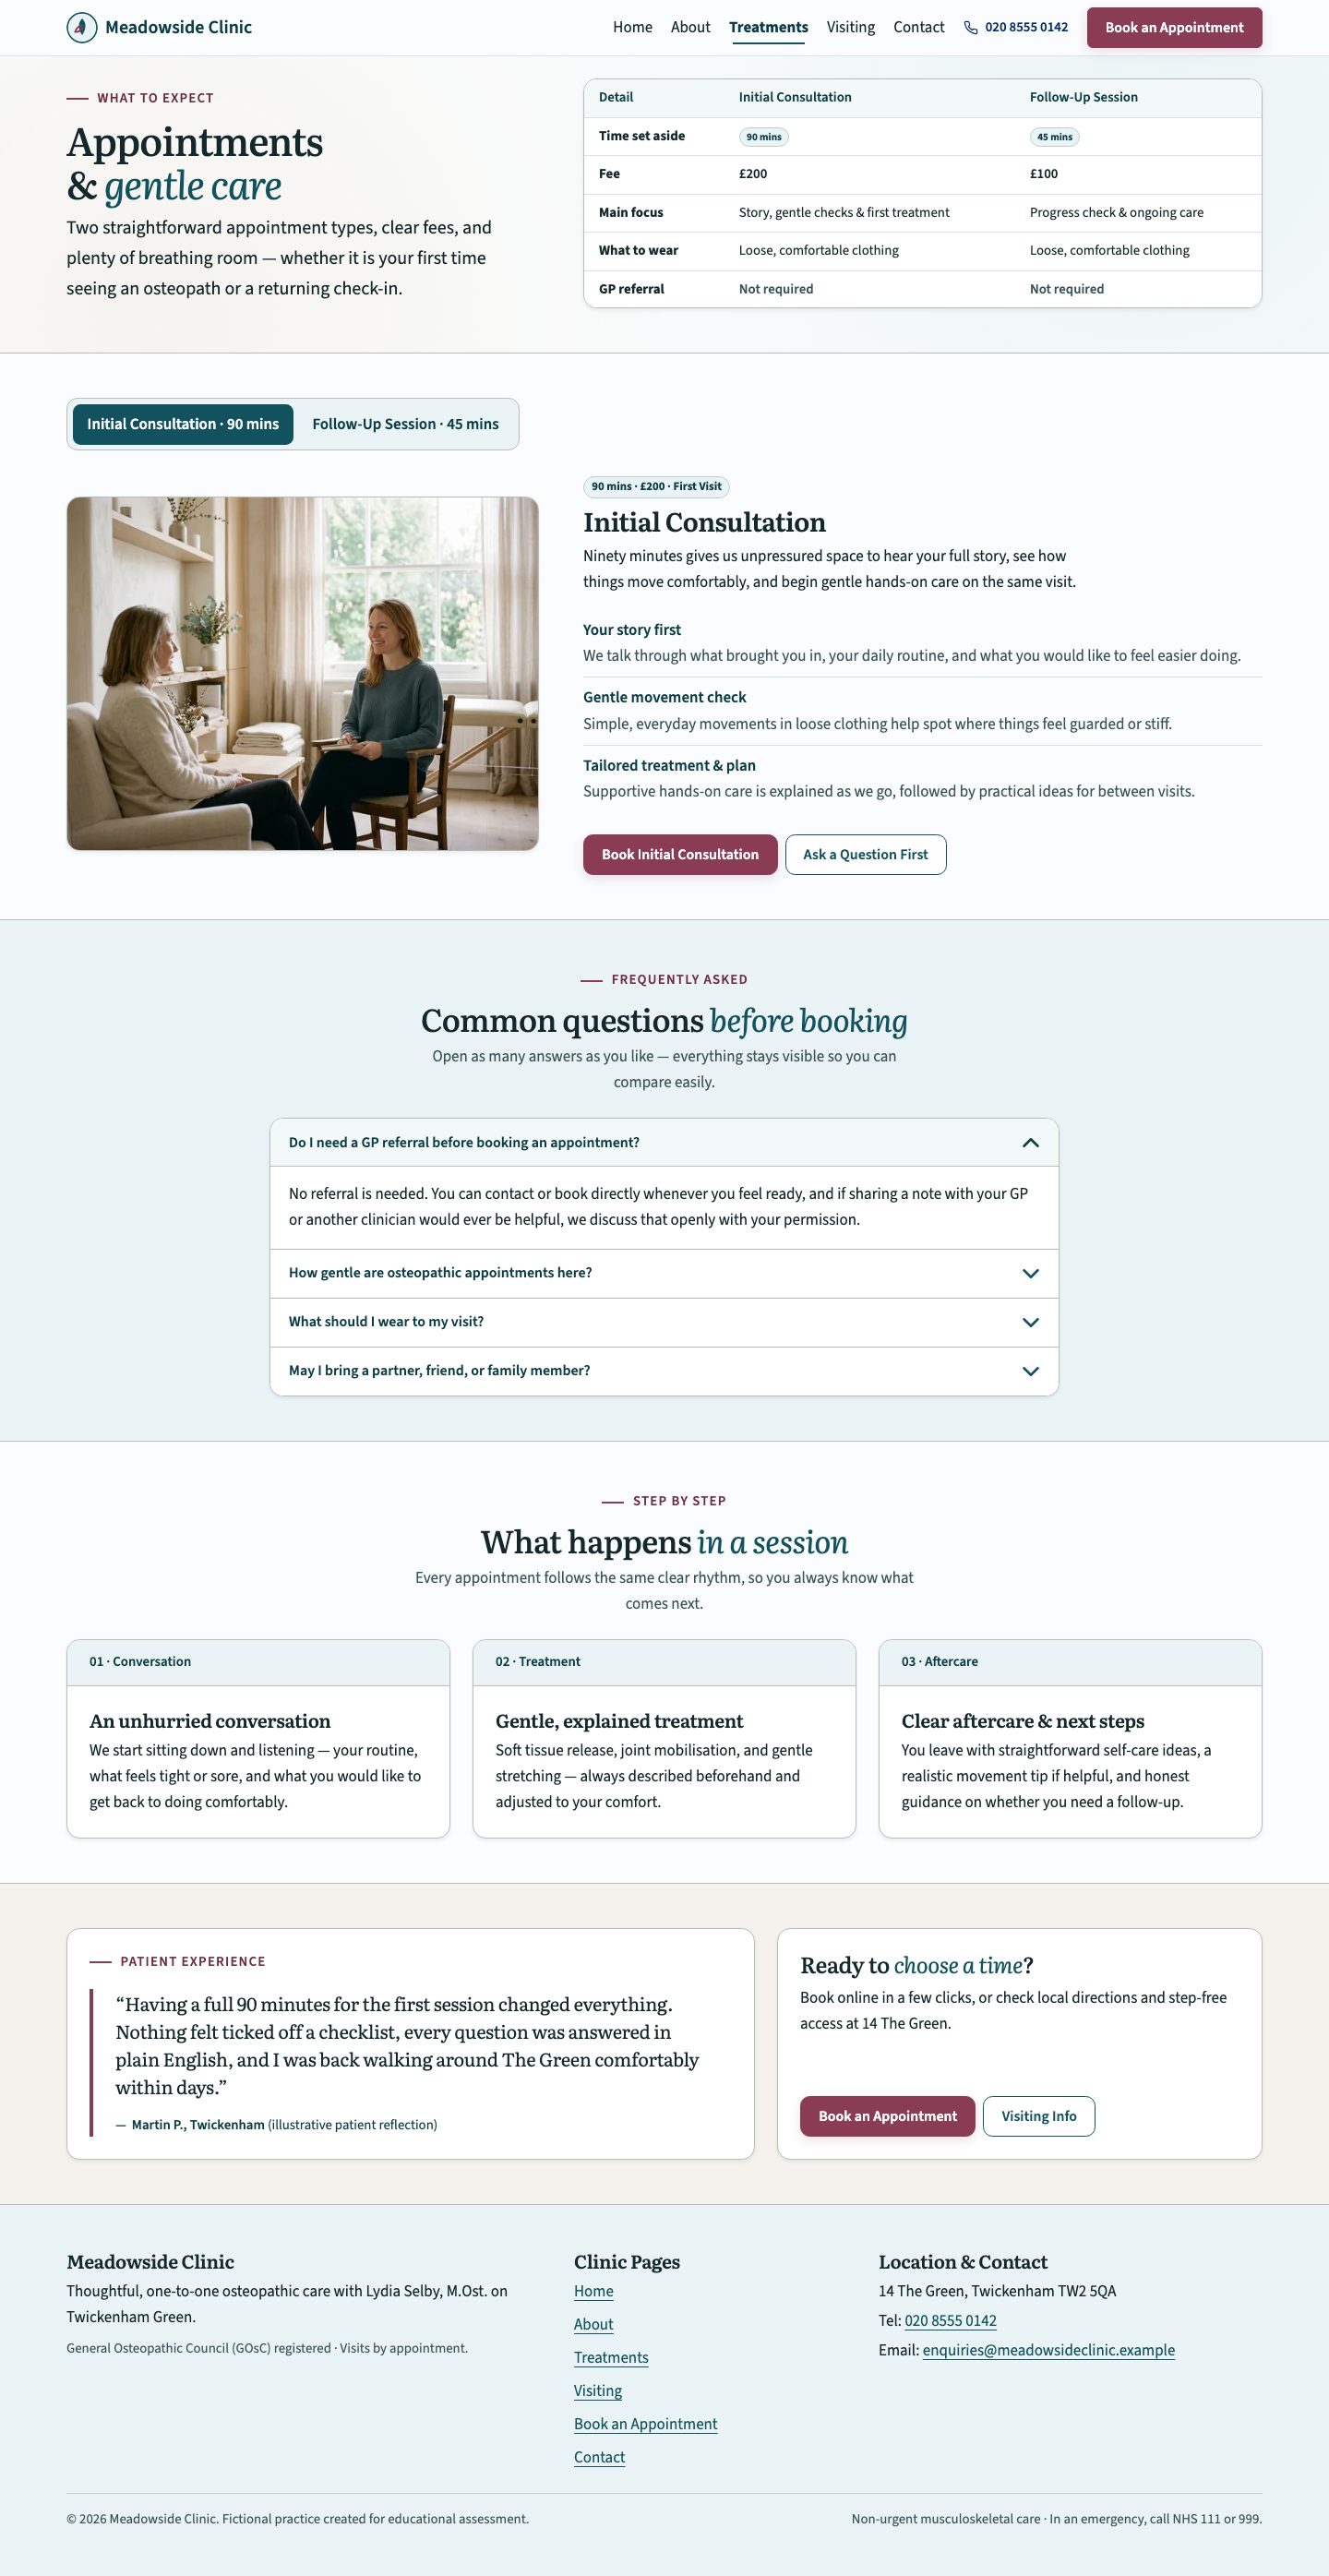 Meadowside Clinic
Home
About
Treatments
Visiting
Contact
020 8555 0142
Book an Appointment
WHAT TO EXPECT
Appointments
& gentle care
Two straightforward appointment types, clear fees, and
plenty of breathing room — whether it is your first time
seeing an osteopath or a returning check-in.
Detail Initial Consultation Follow-Up Session
Time set aside 90 mins 45 mins
Fee £200 £100
Main focus Story, gentle checks & first treatment Progress check & ongoing care
What to wear Loose, comfortable clothing Loose, comfortable clothing
GP referral Not required Not required
Initial Consultation · 90 mins
Follow-Up Session · 45 mins
90 mins · £200 · First Visit
Initial Consultation
Ninety minutes gives us unpressured space to hear your full story, see how
things move comfortably, and begin gentle hands-on care on the same visit.
Your story first
We talk through what brought you in, your daily routine, and what you would like to feel easier doing.
Gentle movement check
Simple, everyday movements in loose clothing help spot where things feel guarded or stiff.
Tailored treatment & plan
Supportive hands-on care is explained as we go, followed by practical ideas for between visits.
Book Initial Consultation
Ask a Question First
FREQUENTLY ASKED
Common questions before booking
Open as many answers as you like — everything stays visible so you can
compare easily.
Do I need a GP referral before booking an appointment?
No referral is needed. You can contact or book directly whenever you feel ready, and if sharing a note with your GP
or another clinician would ever be helpful, we discuss that openly with your permission.
How gentle are osteopathic appointments here?
What should I wear to my visit?
May I bring a partner, friend, or family member?
STEP BY STEP
What happens in a session
Every appointment follows the same clear rhythm, so you always know what
comes next.
01 · Conversation
An unhurried conversation
We start sitting down and listening — your routine,
what feels tight or sore, and what you would like to
get back to doing comfortably.
02 · Treatment
Gentle, explained treatment
Soft tissue release, joint mobilisation, and gentle
stretching — always described beforehand and
adjusted to your comfort.
03 · Aftercare
Clear aftercare & next steps
You leave with straightforward self-care ideas, a
realistic movement tip if helpful, and honest
guidance on whether you need a follow-up.
PATIENT EXPERIENCE
“Having a full 90 minutes for the first session changed everything.
Nothing felt ticked off a checklist, every question was answered in
plain English, and I was back walking around The Green comfortably
within days.”
— Martin P., Twickenham (illustrative patient reflection)
Ready to choose a time?
Book online in a few clicks, or check local directions and step-free
access at 14 The Green.
Book an Appointment
Visiting Info
Meadowside Clinic
Thoughtful, one-to-one osteopathic care with Lydia Selby, M.Ost. on
Twickenham Green.
General Osteopathic Council (GOsC) registered · Visits by appointment.
Clinic Pages
Home
About
Treatments
Visiting
Book an Appointment
Contact
Location & Contact
14 The Green, Twickenham TW2 5QA
Tel: 020 8555 0142
Email: enquiries@meadowsideclinic.example
© 2026 Meadowside Clinic. Fictional practice created for educational assessment.
Non-urgent musculoskeletal care · In an emergency, call NHS 111 or 999.